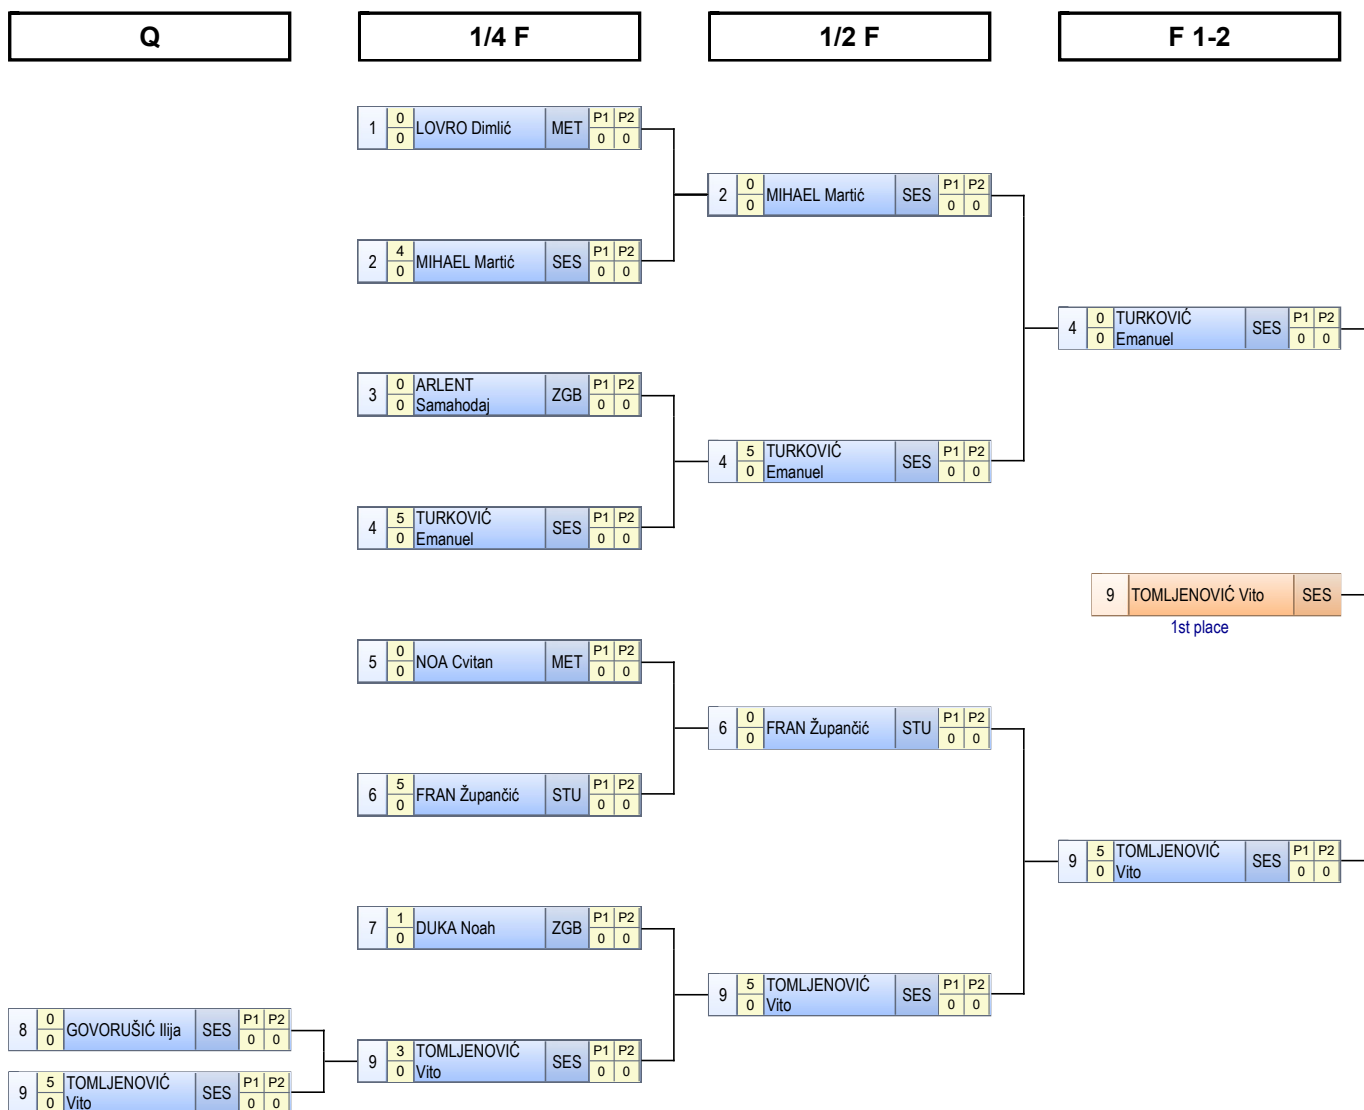 Q
1/4 F
1/2 F
F 1-2
1 0 0 LOVRO Dimlić MET P1 P2 0 0
2 0 0 MIHAEL Martić SES P1 P2 0 0
2 4 0 MIHAEL Martić SES P1 P2 0 0
4 0 0 TURKOVIĆ
Emanuel SES P1 P2 0 0
3 0 0 ARLENT
Samahodaj ZGB P1 P2 0 0
4 5 0 TURKOVIĆ
Emanuel SES P1 P2 0 0
4 5 0 TURKOVIĆ
Emanuel SES P1 P2 0 0
9 TOMLJENOVIĆ Vito SES
1st place
5 0 0 NOA Cvitan MET P1 P2 0 0
6 0 0 FRAN Župančić STU P1 P2 0 0
6 5 0 FRAN Župančić STU P1 P2 0 0
9 5 0 TOMLJENOVIĆ
Vito SES P1 P2 0 0
7 1 0 DUKA Noah ZGB P1 P2 0 0
9 5 0 TOMLJENOVIĆ
Vito SES P1 P2 0 0
8 0 0 GOVORUŠIĆ Ilija SES P1 P2 0 0
9 3 0 TOMLJENOVIĆ
Vito SES P1 P2 0 0
9 5 0 TOMLJENOVIĆ
Vito SES P1 P2 0 0